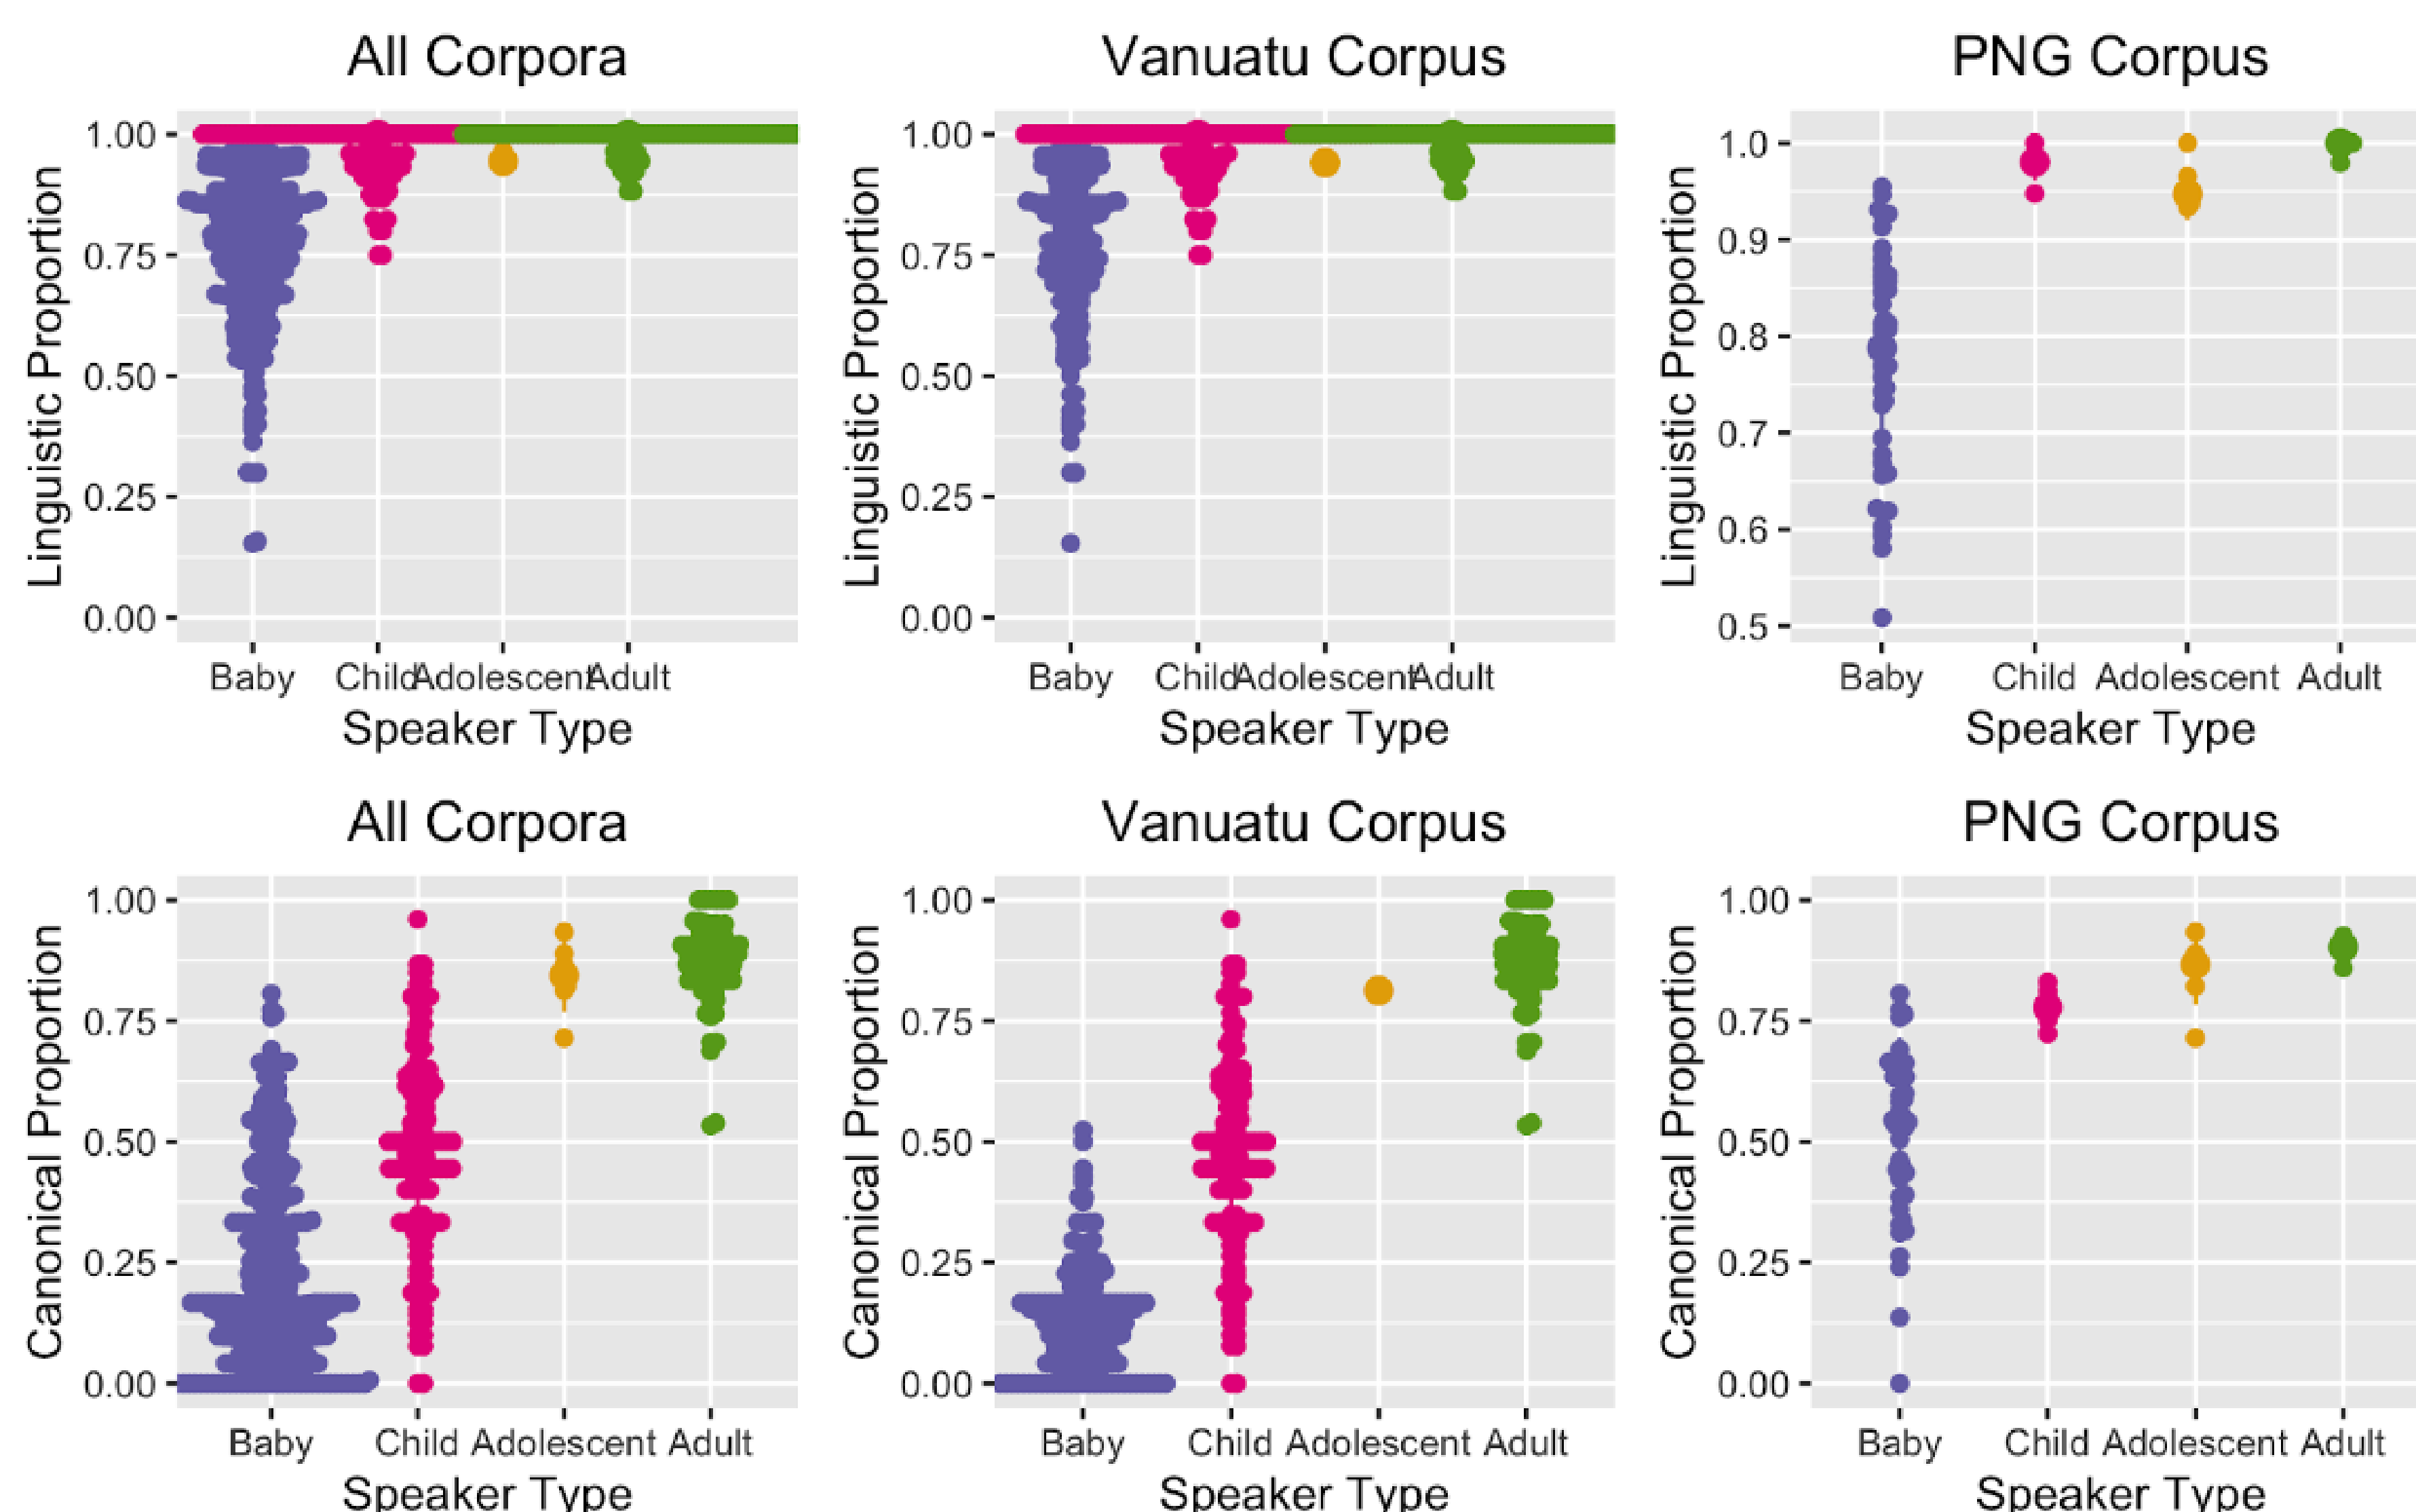 All Corpora
Linguistic Proportion
1.00
0.75
0.50
0.25
0.00
Baby Child Adolescent Adult
Speaker Type
Vanuatu Corpus
Linguistic Proportion
1.00
0.75
0.50
0.25
0.00
Baby Child Adolescent Adult
Speaker Type
PNG Corpus
Linguistic Proportion
1.0
0.9
0.8
0.7
0.6
0.5
Baby Child Adolescent Adult
Speaker Type
All Corpora
Canonical Proportion
1.00
0.75
0.50
0.25
0.00
Baby Child Adolescent Adult
Speaker Type
Vanuatu Corpus
Canonical Proportion
1.00
0.75
0.50
0.25
0.00
Baby Child Adolescent Adult
Speaker Type
PNG Corpus
Canonical Proportion
1.00
0.75
0.50
0.25
0.00
Baby Child Adolescent Adult
Speaker Type